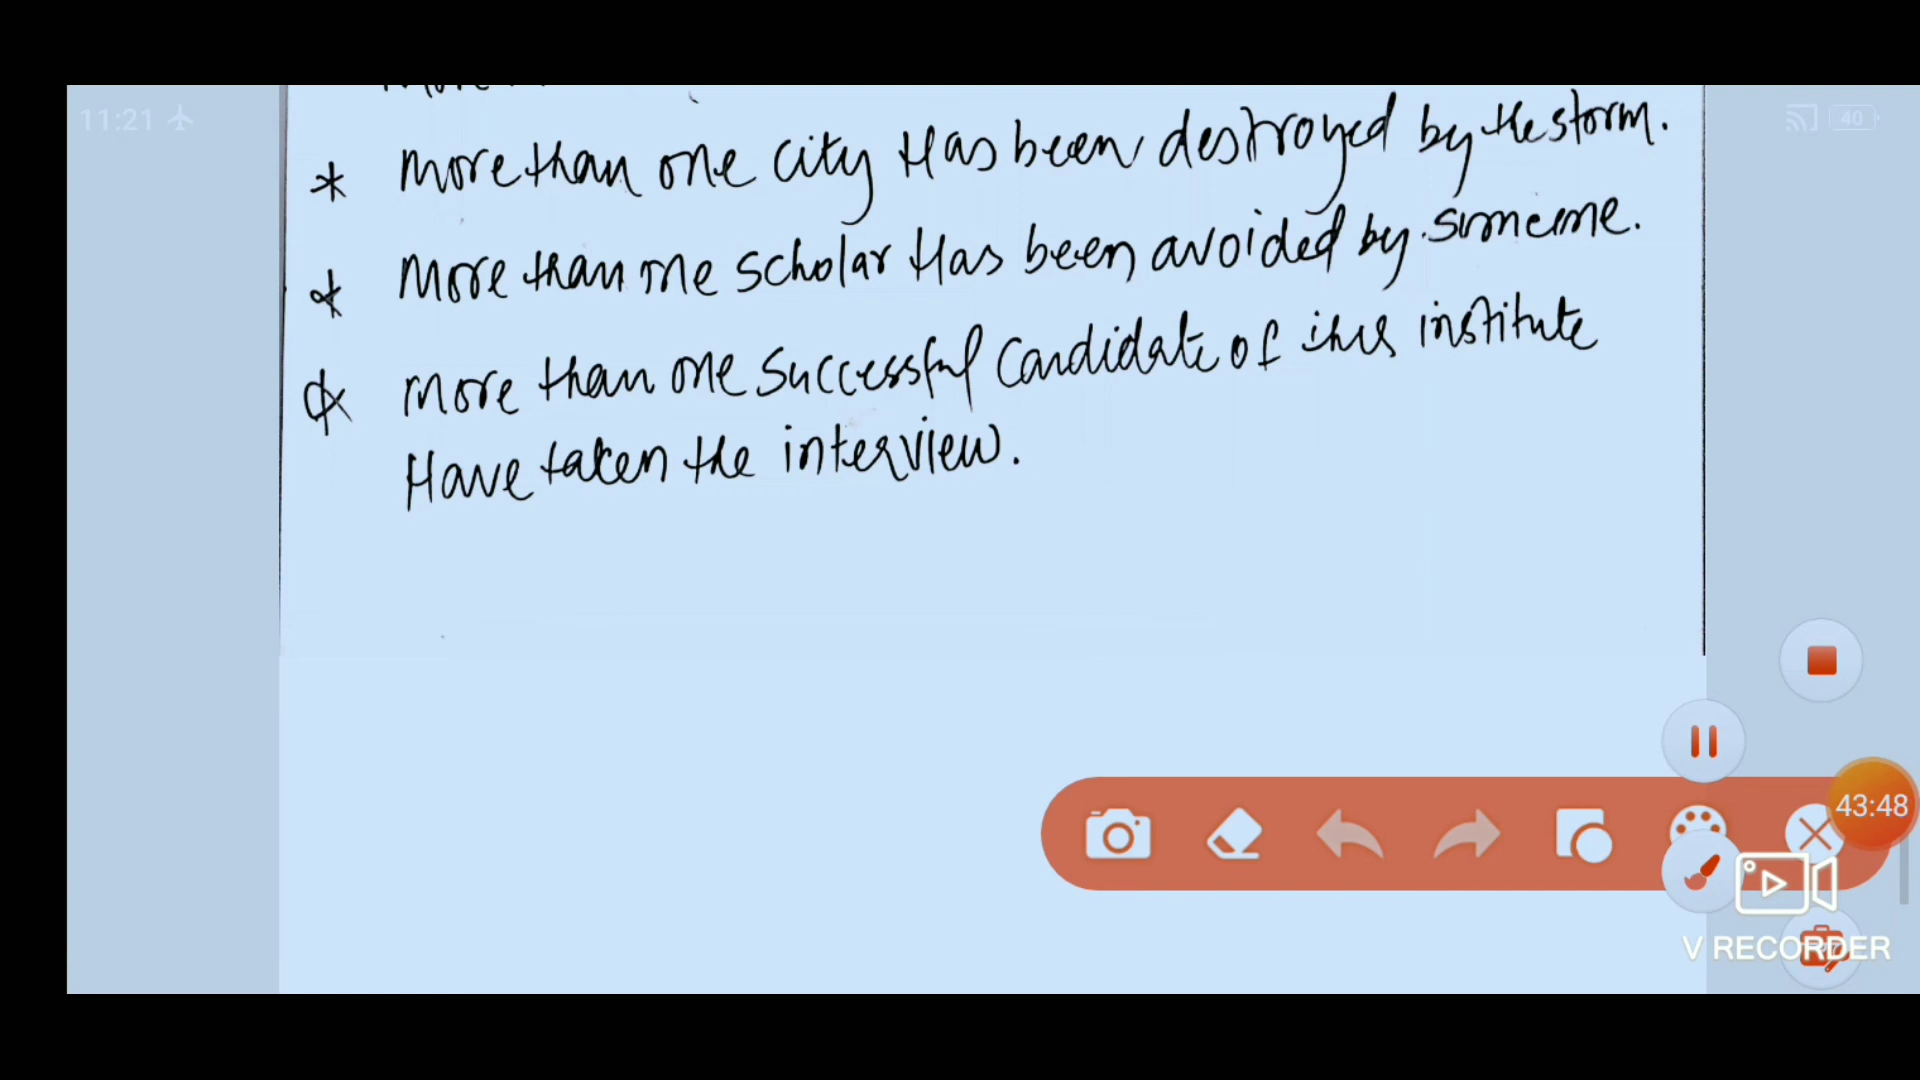 11:21
40
* More than one city Has been destroyed by the storm.
* More than one scholar Has been avoided by someone.
* more than one successful candidate of this institute
Have taken the interview.
43:48
V RECORDER